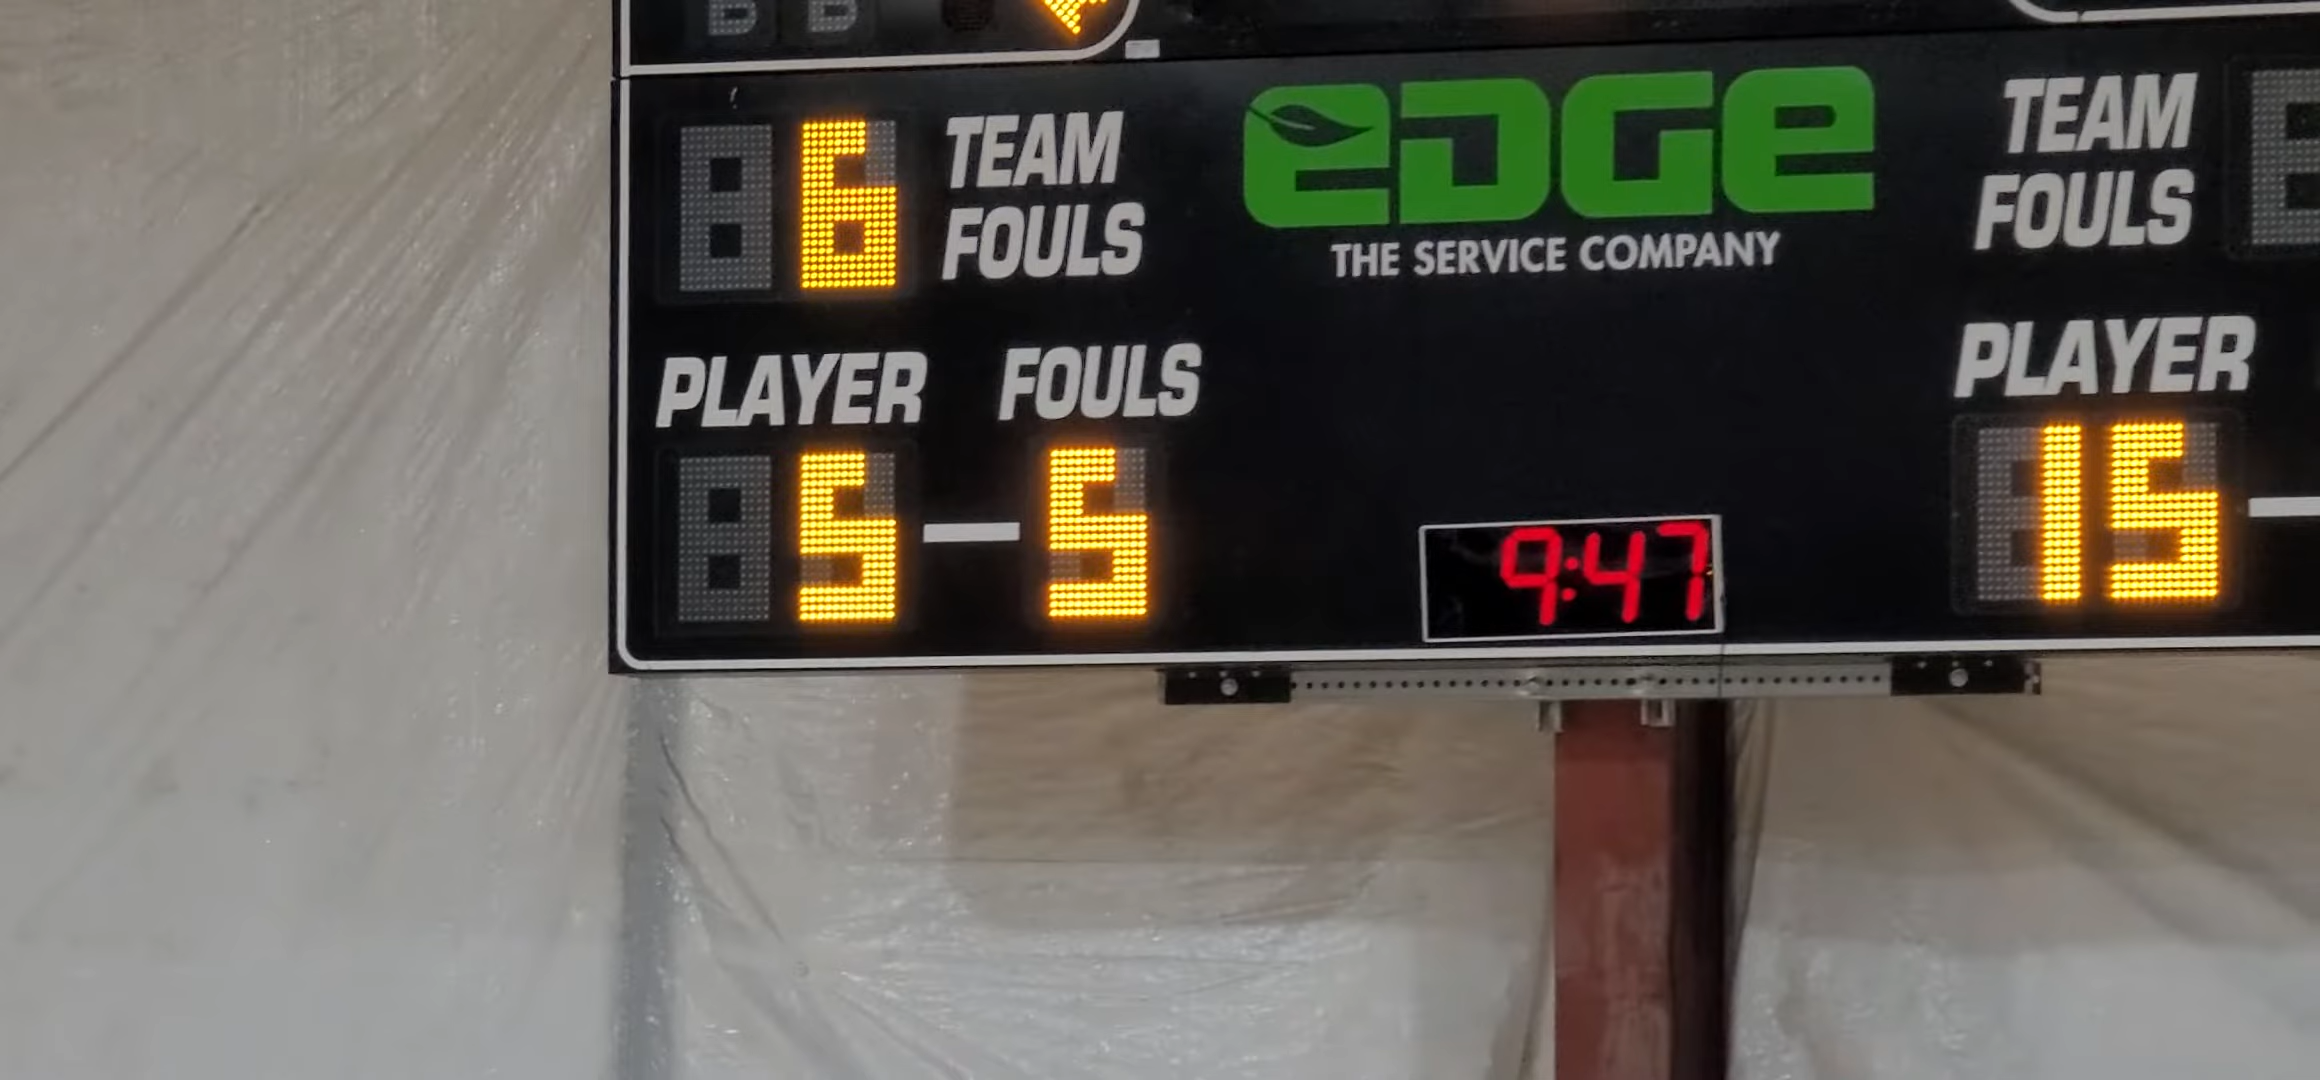 6 TEAM FOULS
eDGe
THE SERVICE COMPANY
TEAM FOULS
PLAYER FOULS
5 - 5
9:47
PLAYER
15 -